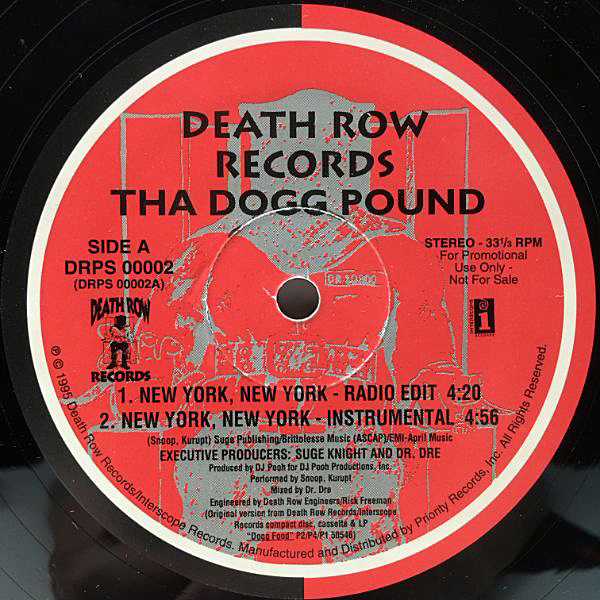 DEATH ROW
RECORDS
THA DOGG POUND
SIDE A
DRPS 00002
(DRPS 00002A)
STEREO - 33⅓ RPM
For Promotional
Use Only -
Not For Sale
DR 20800
DEATH ROW
RECORDS
INTERSCOPE
RECORDS
1. NEW YORK, NEW YORK - RADIO EDIT 4:20
2. NEW YORK, NEW YORK - INSTRUMENTAL 4:56
(Snoop, Kurupt) Suge Publishing/Brittolesse Music (ASCAP)/EMI-April Music
EXECUTIVE PRODUCERS: SUGE KNIGHT AND DR. DRE
Produced by DJ Pooh for DJ Pooh Productions, Inc.
Performed by Snoop, Kurupt
Mixed by Dr. Dre
Engineered by Death Row Engineers/Rick Freeman
(Original version from Death Row Records/Interscope
Records compact disc, cassette & LP
"Dogg Food" P2/P4/P1 50546)
℗ © 1995 Death Row Records/Interscope Records. Manufactured and Distributed by Priority Records, Inc. All Rights Reserved.